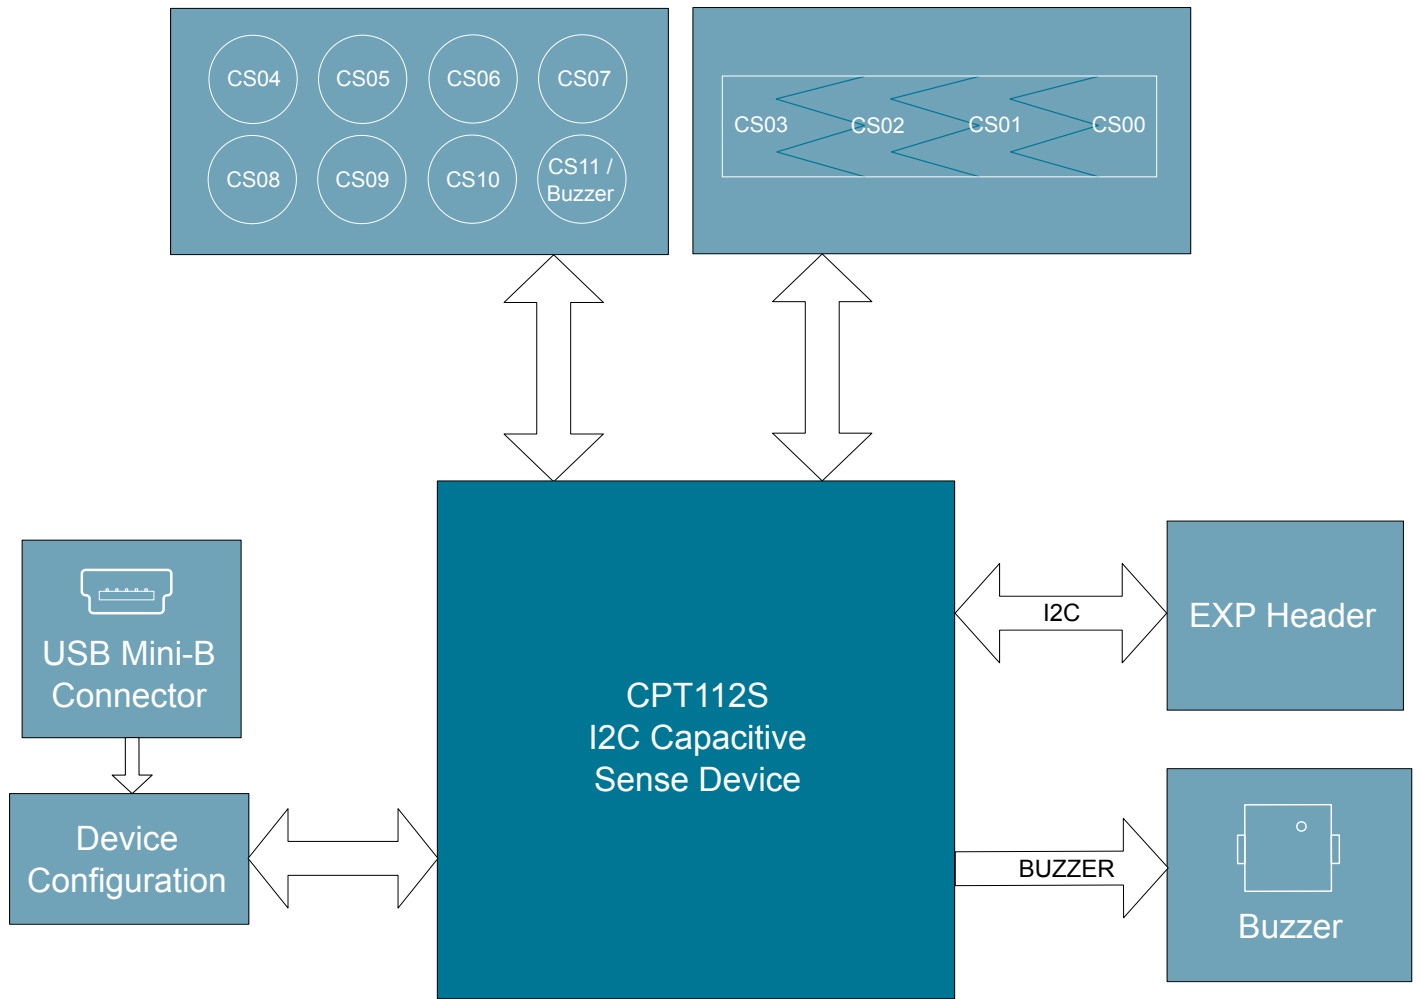 CS04 CS05 CS06 CS07
CS08 CS09 CS10 CS11 /
Buzzer
CS03 CS02 CS01 CS00
USB Mini-B
Connector
Device
Configuration
CPT112S
I2C Capacitive
Sense Device
I2C
EXP Header
BUZZER
Buzzer